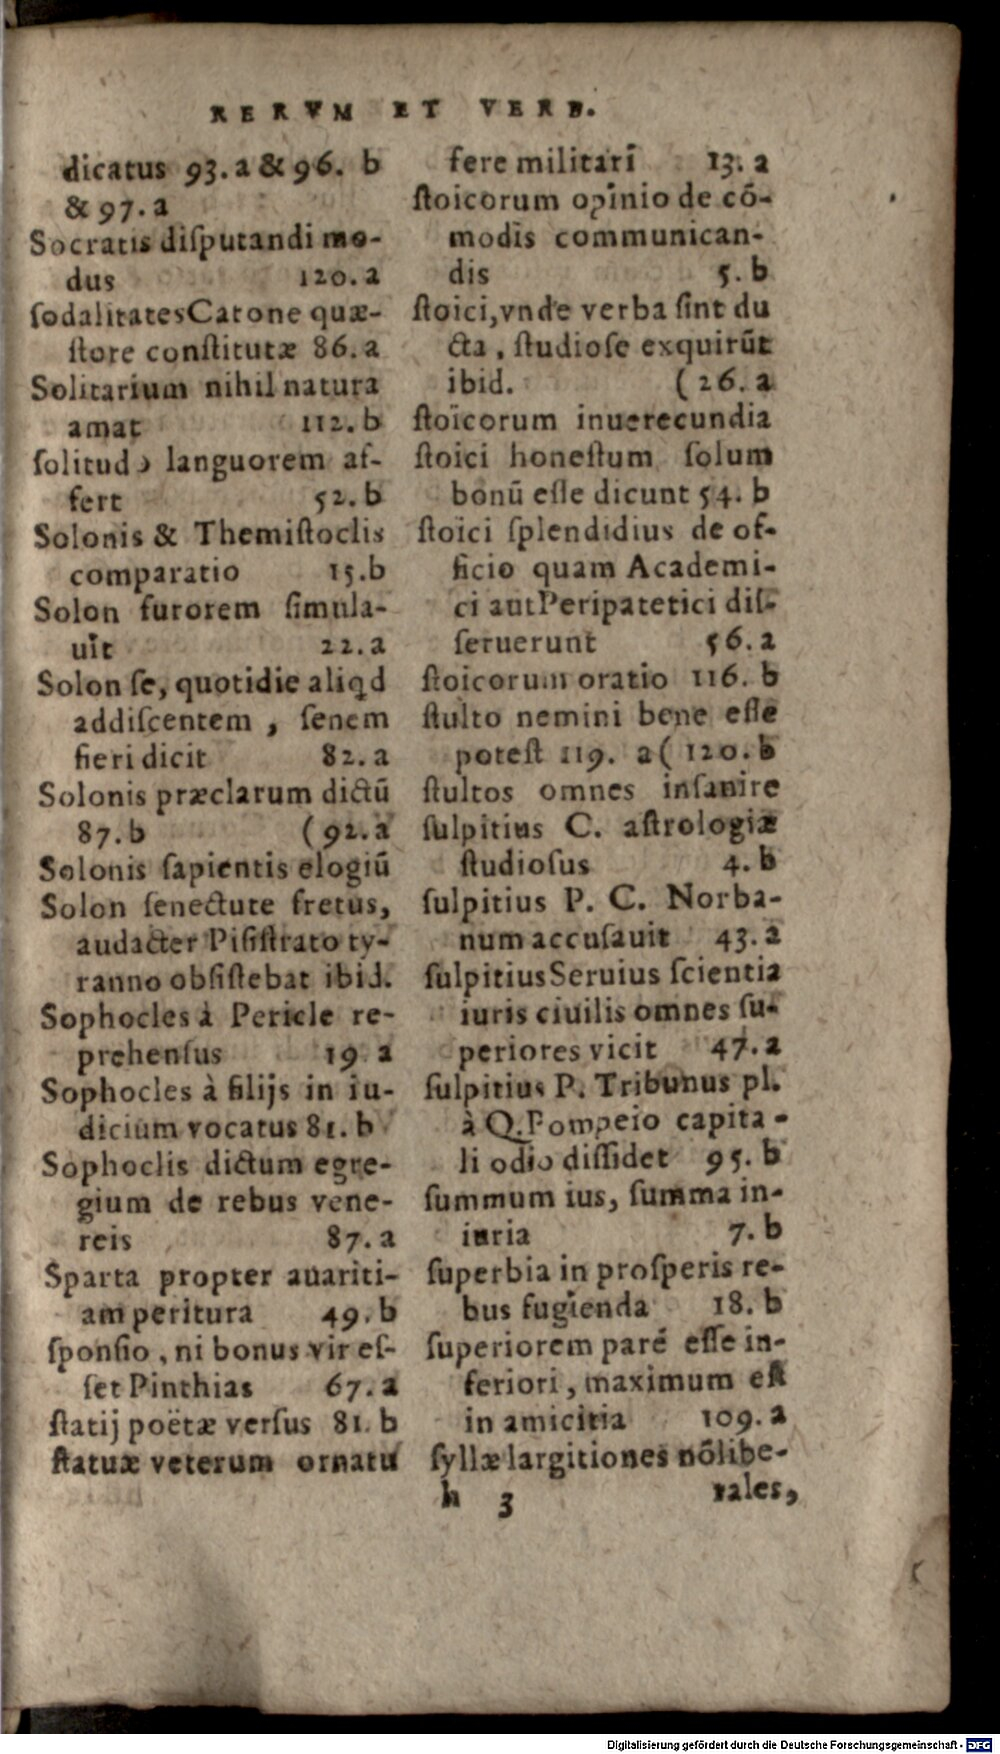 RERVM ET VERB.
dicatus 93. a & 96. b
& 97. a
Socratis diſputandi mo-
dus 120. a
ſodalitates Catone quæ-
ſtore conſtitutæ 86. a
Solitarium nihil natura
amat 112. b
ſolitudo languorem af-
fert 52. b
Solonis & Themiſtoclis
comparatio 15. b
Solon furorem ſimula-
uit 22. a
Solon ſe, quotidie aliqd
addiſcentem, ſenem
fieri dicit 82. a
Solonis præclarum dictū
87. b (92. a
Solonis ſapientis elogiū
Solon ſenectute fretus,
audacter Piſiſtrato ty-
ranno obſiſtebat ibid.
Sophocles à Pericle re-
prehenſus 19. a
Sophocles à filijs in iu-
dicium vocatus 81. b
Sophoclis dictum egre-
gium de rebus vene-
reis 87. a
Sparta propter auariti-
am peritura 49. b
ſponſio, ni bonus vir eſ-
ſet Pinthias 67. a
ſtatij poëtæ verſus 81. b
ſtatuæ veterum ornatu
fere militari 13. a
ſtoicorum opinio de cō-
modis communican-
dis 5. b
ſtoici, vnde verba ſint du
cta, ſtudioſe exquirūt
ibid. (26. a
ſtoicorum inuerecundia
ſtoici honeſtum ſolum
bonū eſſe dicunt 54. b
ſtoici ſplendidius de of-
ficio quam Academi-
ci aut Peripatetici diſ-
ſeruerunt 56. a
ſtoicorum oratio 116. b
ſtulto nemini bene eſſe
poteſt 119. a (120. b
ſtultos omnes inſanire
ſulpitius C. aſtrologiæ
ſtudioſus 4. b
ſulpitius P. C. Norba-
num accuſauit 43. a
ſulpitius Seruius ſcientia
iuris ciuilis omnes ſu-
periores vicit 47. a
ſulpitius P. Tribunus pl.
à Q. Pompeio capita-
li odio diſſidet 95. b
ſummum ius, ſumma in-
iuria 7. b
ſuperbia in proſperis re-
bus fugienda 18. b
ſuperiorem parē eſſe in-
feriori, maximum eſt
in amicitia 109. a
ſyllæ largitiones nō libe-
h 3 rales,
Digitalisierung gefördert durch die Deutsche Forschungsgemeinschaft - DFG